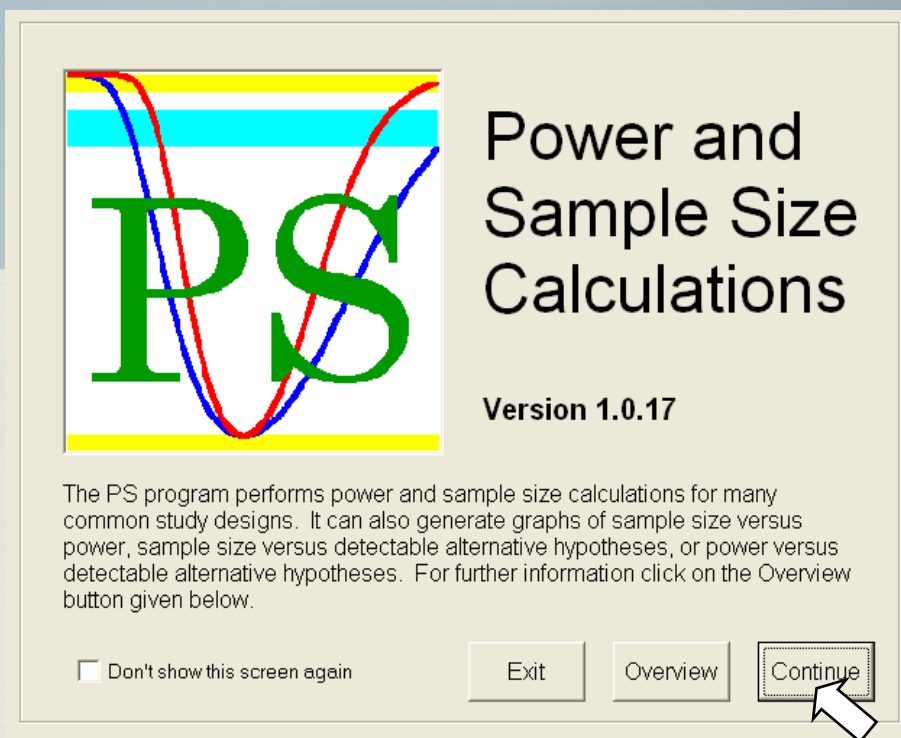 PS
Power and
Sample Size
Calculations
Version 1.0.17
The PS program performs power and sample size calculations for many
common study designs.  It can also generate graphs of sample size versus
power, sample size versus detectable alternative hypotheses, or power versus
detectable alternative hypotheses.  For further information click on the Overview
button given below.
Don't show this screen again
Exit
Overview
Continue